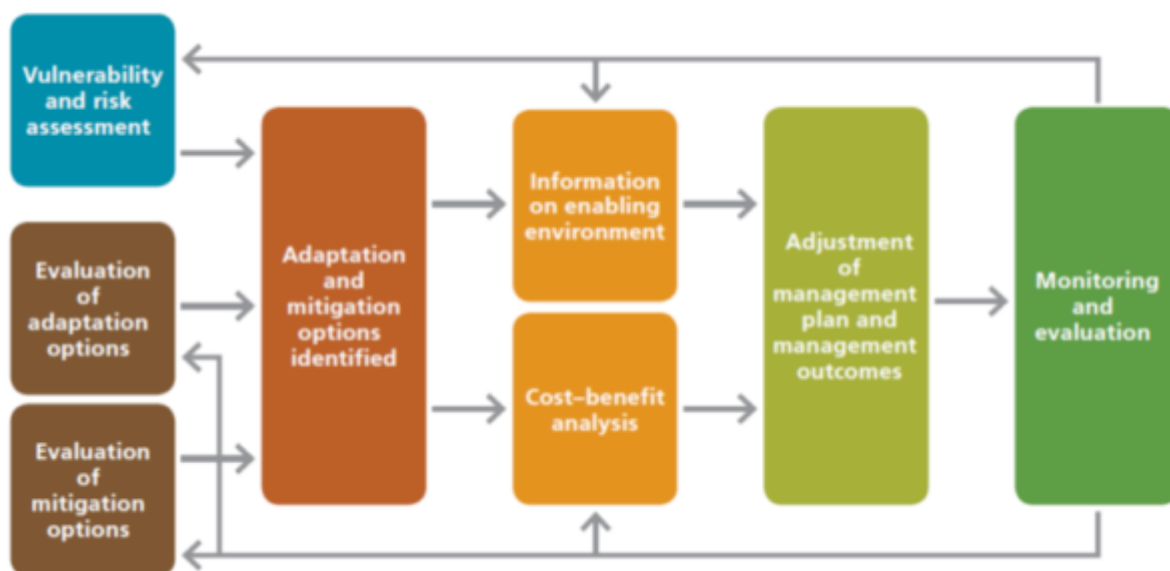 Vulnerability
and risk
assessment
Evaluation
of
adaptation
options
Evaluation
of
mitigation
options
Adaptation
and
mitigation
options
identified
Information
on enabling
environment
Cost–benefit
analysis
Adjustment
of
management
plan and
management
outcomes
Monitoring
and
evaluation